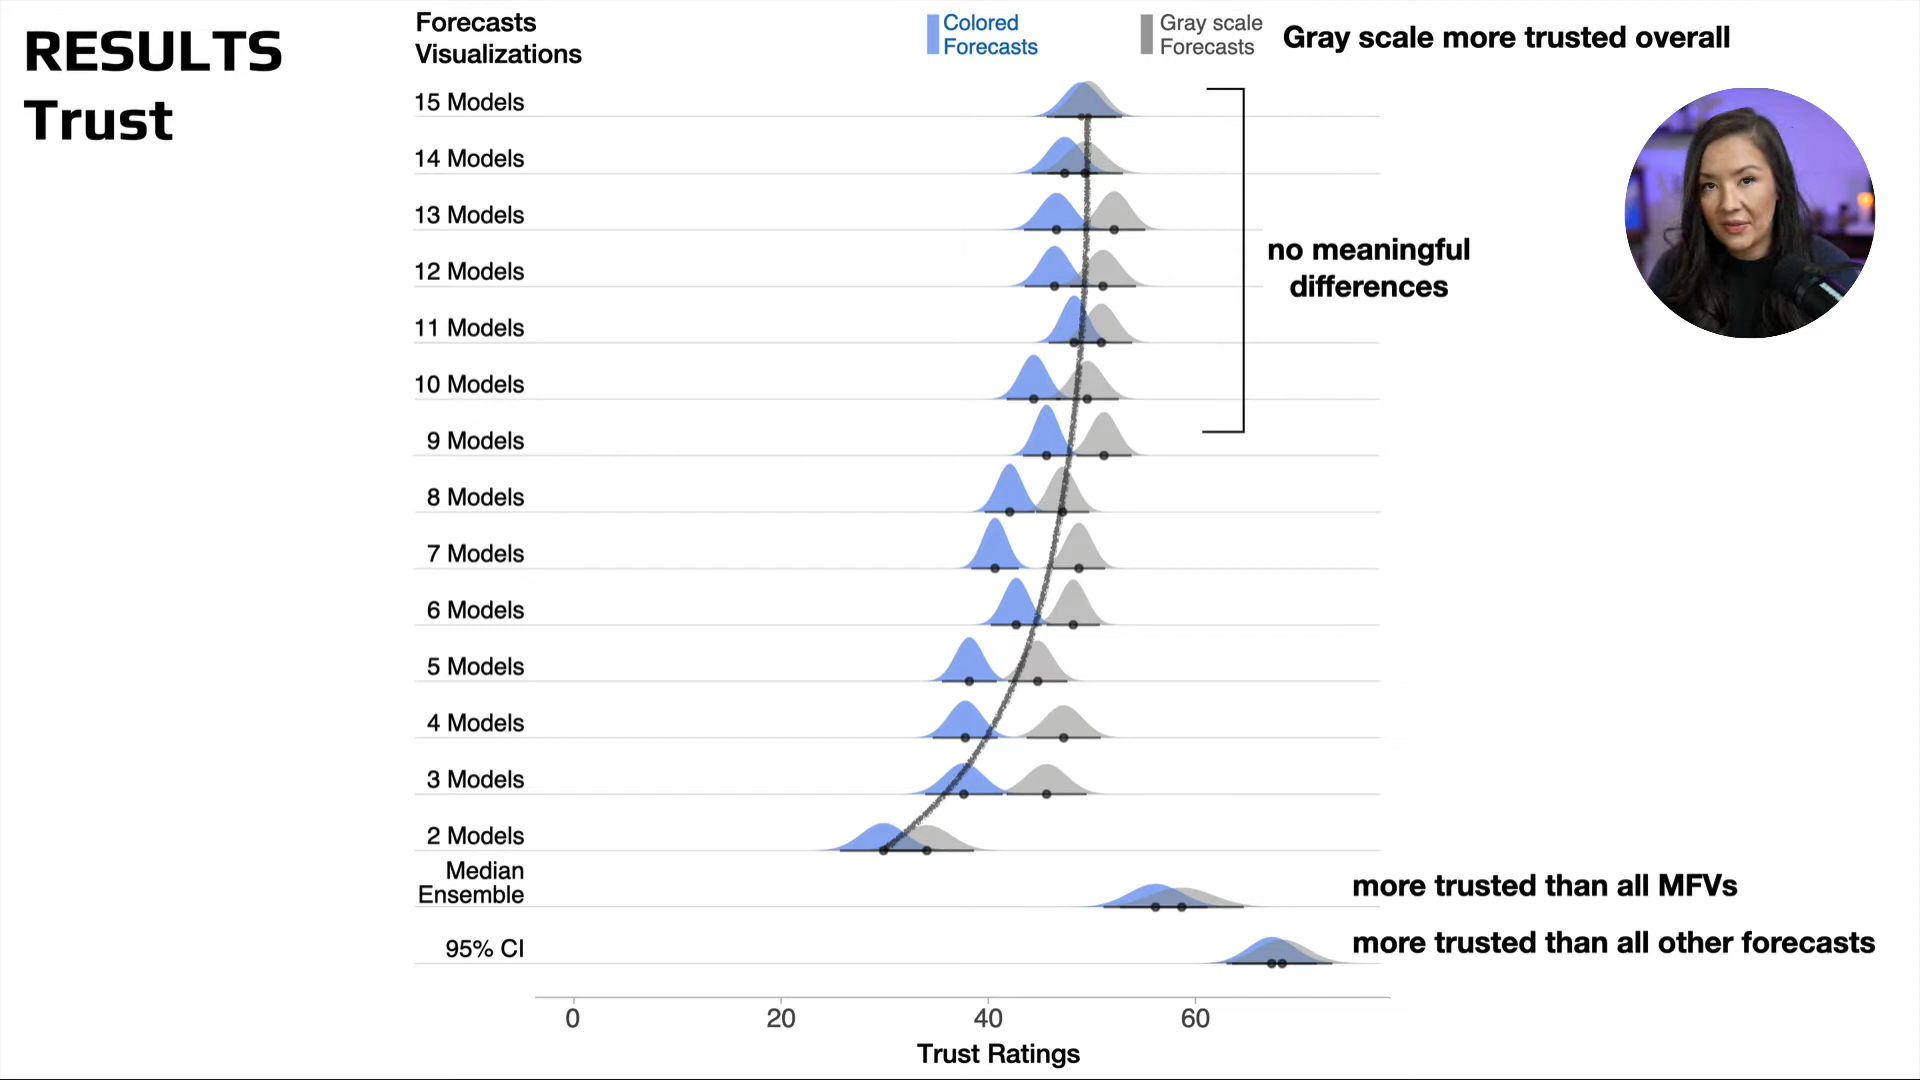 RESULTS
Trust
Forecasts
Visualizations
Colored
Forecasts
Gray scale
Forecasts
Gray scale more trusted overall
15 Models
14 Models
13 Models
12 Models
11 Models
10 Models
9 Models
8 Models
7 Models
6 Models
5 Models
4 Models
3 Models
2 Models
Median
Ensemble
95% CI
no meaningful
differences
more trusted than all MFVs
more trusted than all other forecasts
0 20 40 60
Trust Ratings